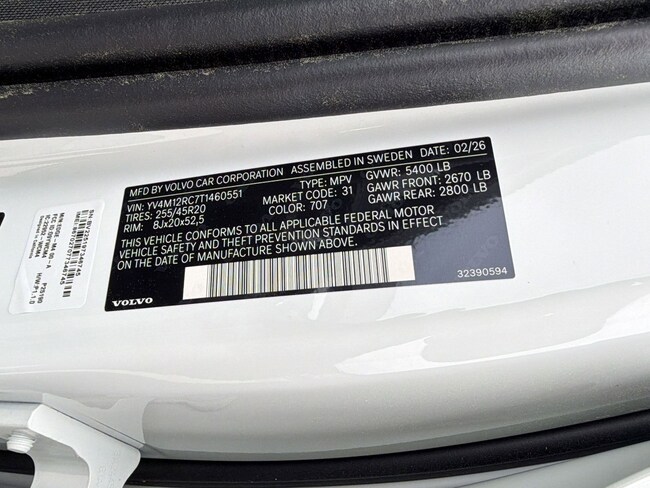 MFD BY VOLVO CAR CORPORATION ASSEMBLED IN SWEDEN DATE: 02/26
VIN: YV4M12RC7T1460551 TYPE: MPV GVWR: 5400 LB
TIRES: 255/45R20 MARKET CODE: 31 GAWR FRONT: 2670 LB
RIM: 8Jx20x52,5 COLOR: 707 GAWR REAR: 2800 LB
THIS VEHICLE CONFORMS TO ALL APPLICABLE FEDERAL MOTOR
VEHICLE SAFETY AND THEFT PREVENTION STANDARDS IN EFFECT
ON THE DATE OF MANUFACTURE SHOWN ABOVE.
32390594
VOLVO